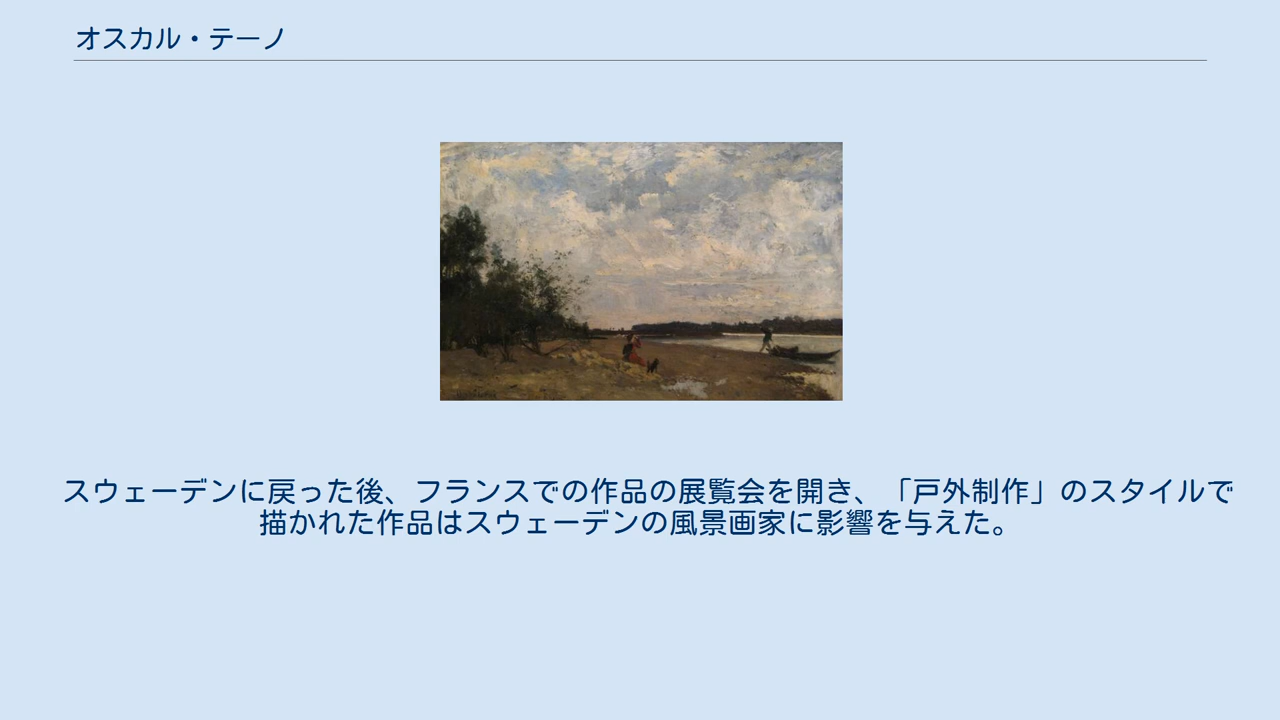 オスカル・テーノ
スウェーデンに戻った後、フランスでの作品の展覧会を開き、「戸外制作」のスタイルで
描かれた作品はスウェーデンの風景画家に影響を与えた。